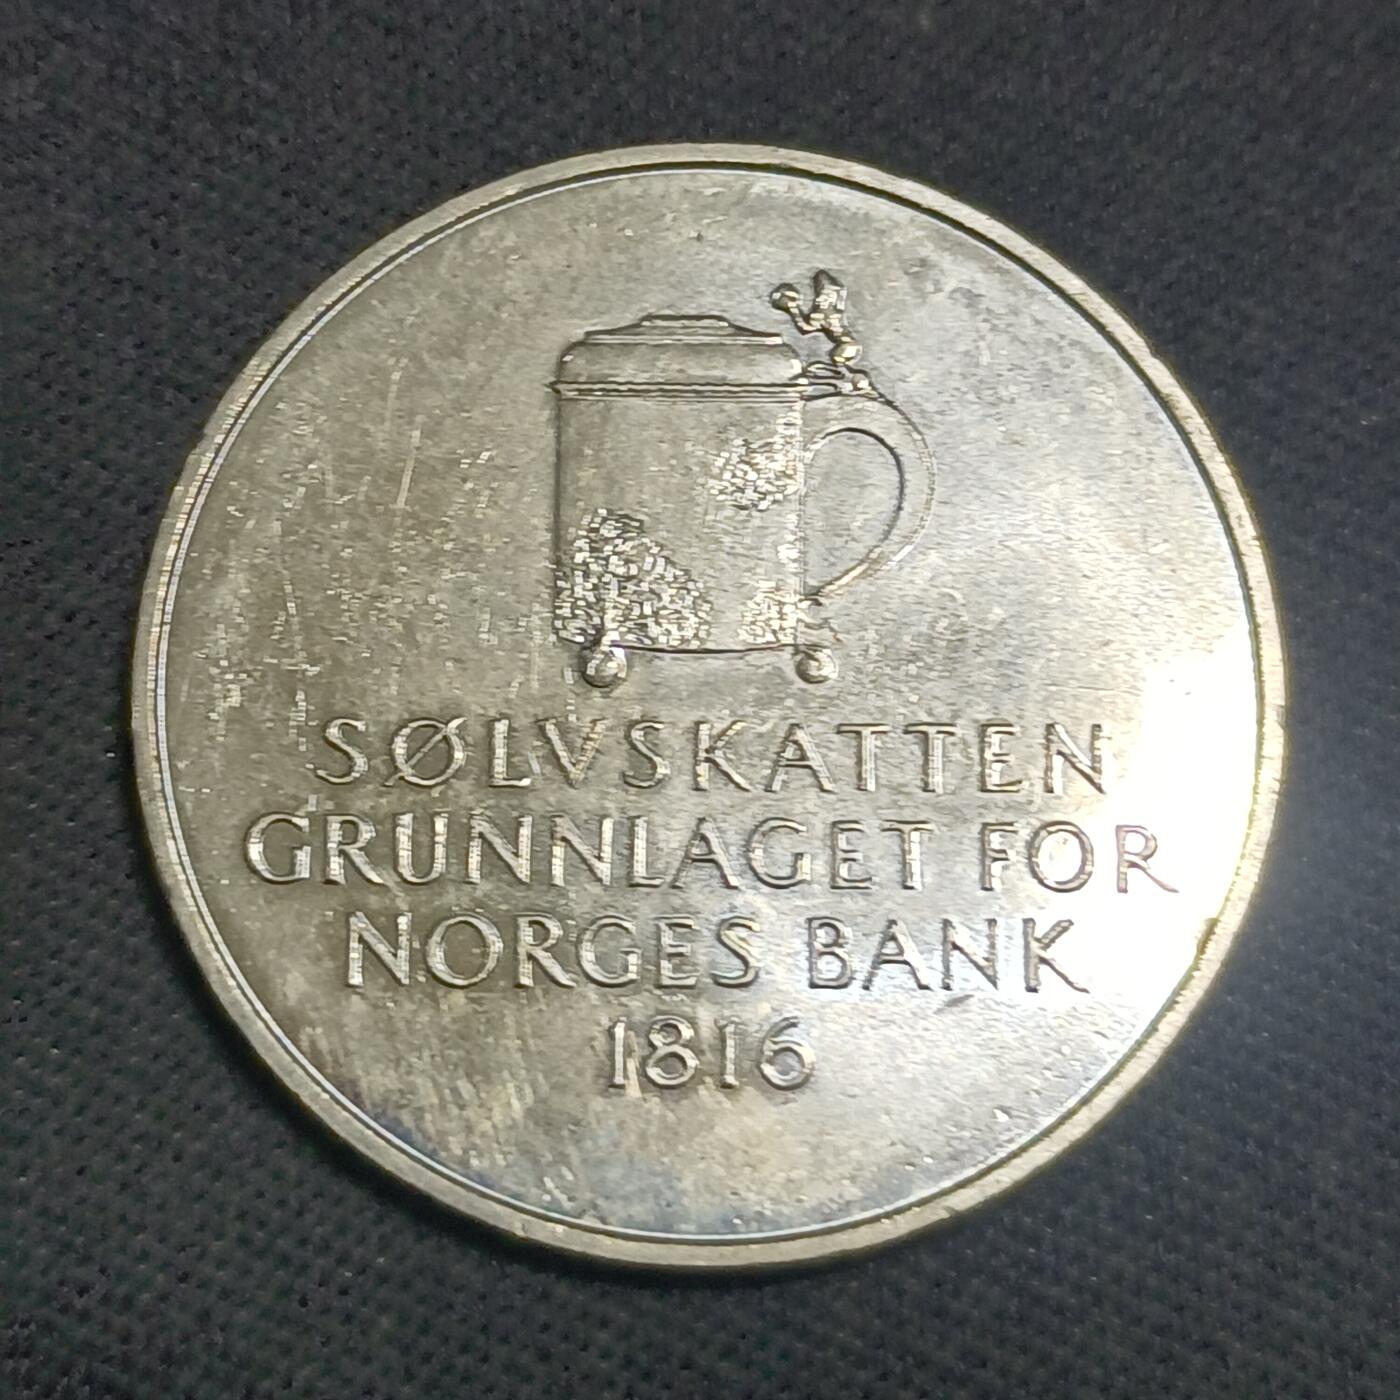 SØLVSKATTEN
GRUNNLAGET FOR
NORGES BANK
1816